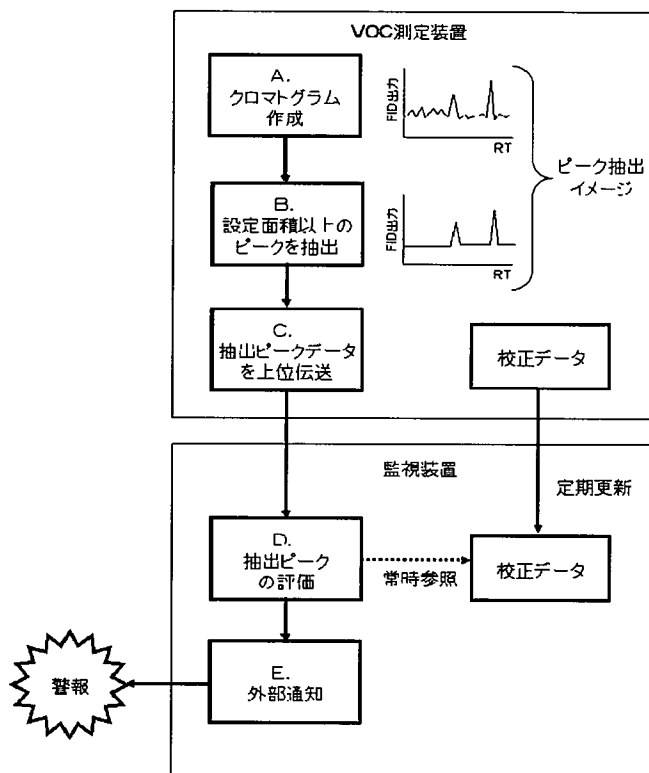 VOC測定装置
A.
クロマトグラム
作成
FID出力
RT
ピーク抽出
イメージ
B.
設定面積以上の
ピークを抽出
FID出力
RT
C.
抽出ピークデータ
を上位伝送
校正データ
監視装置
定期更新
D.
抽出ピーク
の評価
常時参照
校正データ
E.
外部通知
警報